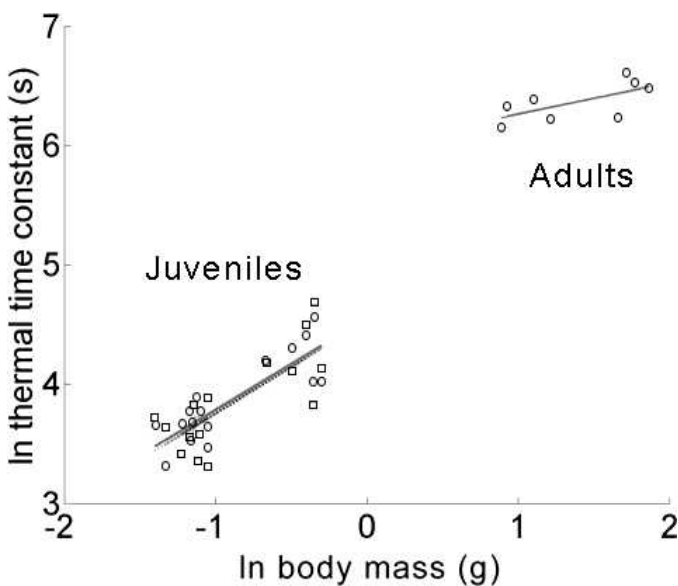 ln thermal time constant (s)
7
6
5
4
3
Adults
Juveniles
-2
-1
0
1
2
ln body mass (g)